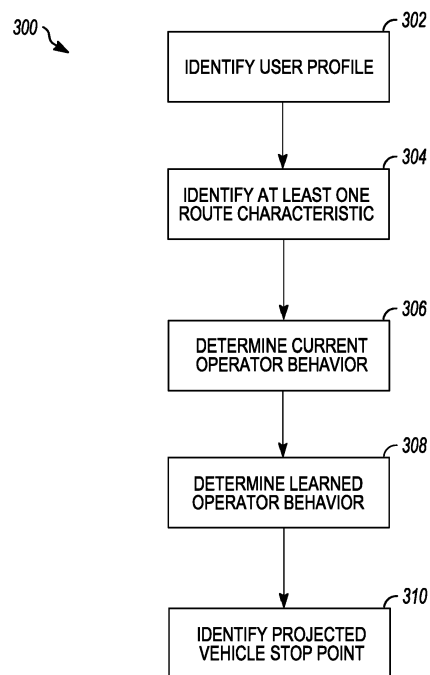 300
302
IDENTIFY USER PROFILE
304
IDENTIFY AT LEAST ONE
ROUTE CHARACTERISTIC
306
DETERMINE CURRENT
OPERATOR BEHAVIOR
308
DETERMINE LEARNED
OPERATOR BEHAVIOR
310
IDENTIFY PROJECTED
VEHICLE STOP POINT